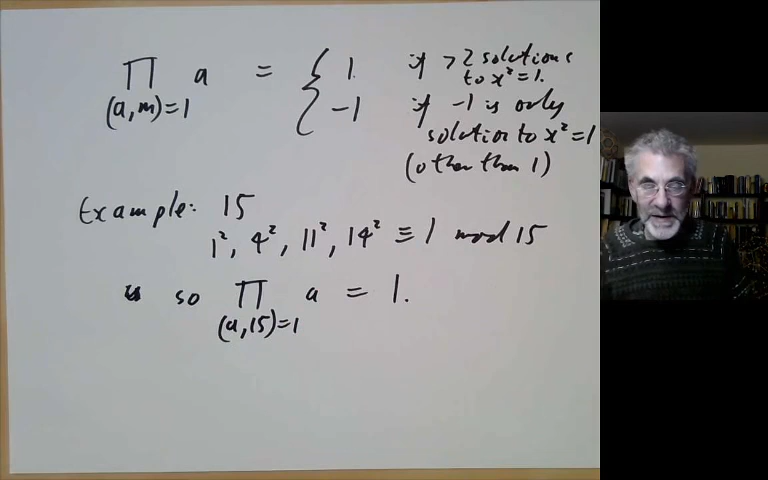 ∏ a = { 1. if >2 solutions to x² = 1.
(a,m)=1 -1 if -1 is only solution to x² = 1
(other than 1)
Example: 15
1², 4², 11², 14² ≡ 1 mod 15
so ∏ a = 1.
(a,15)=1